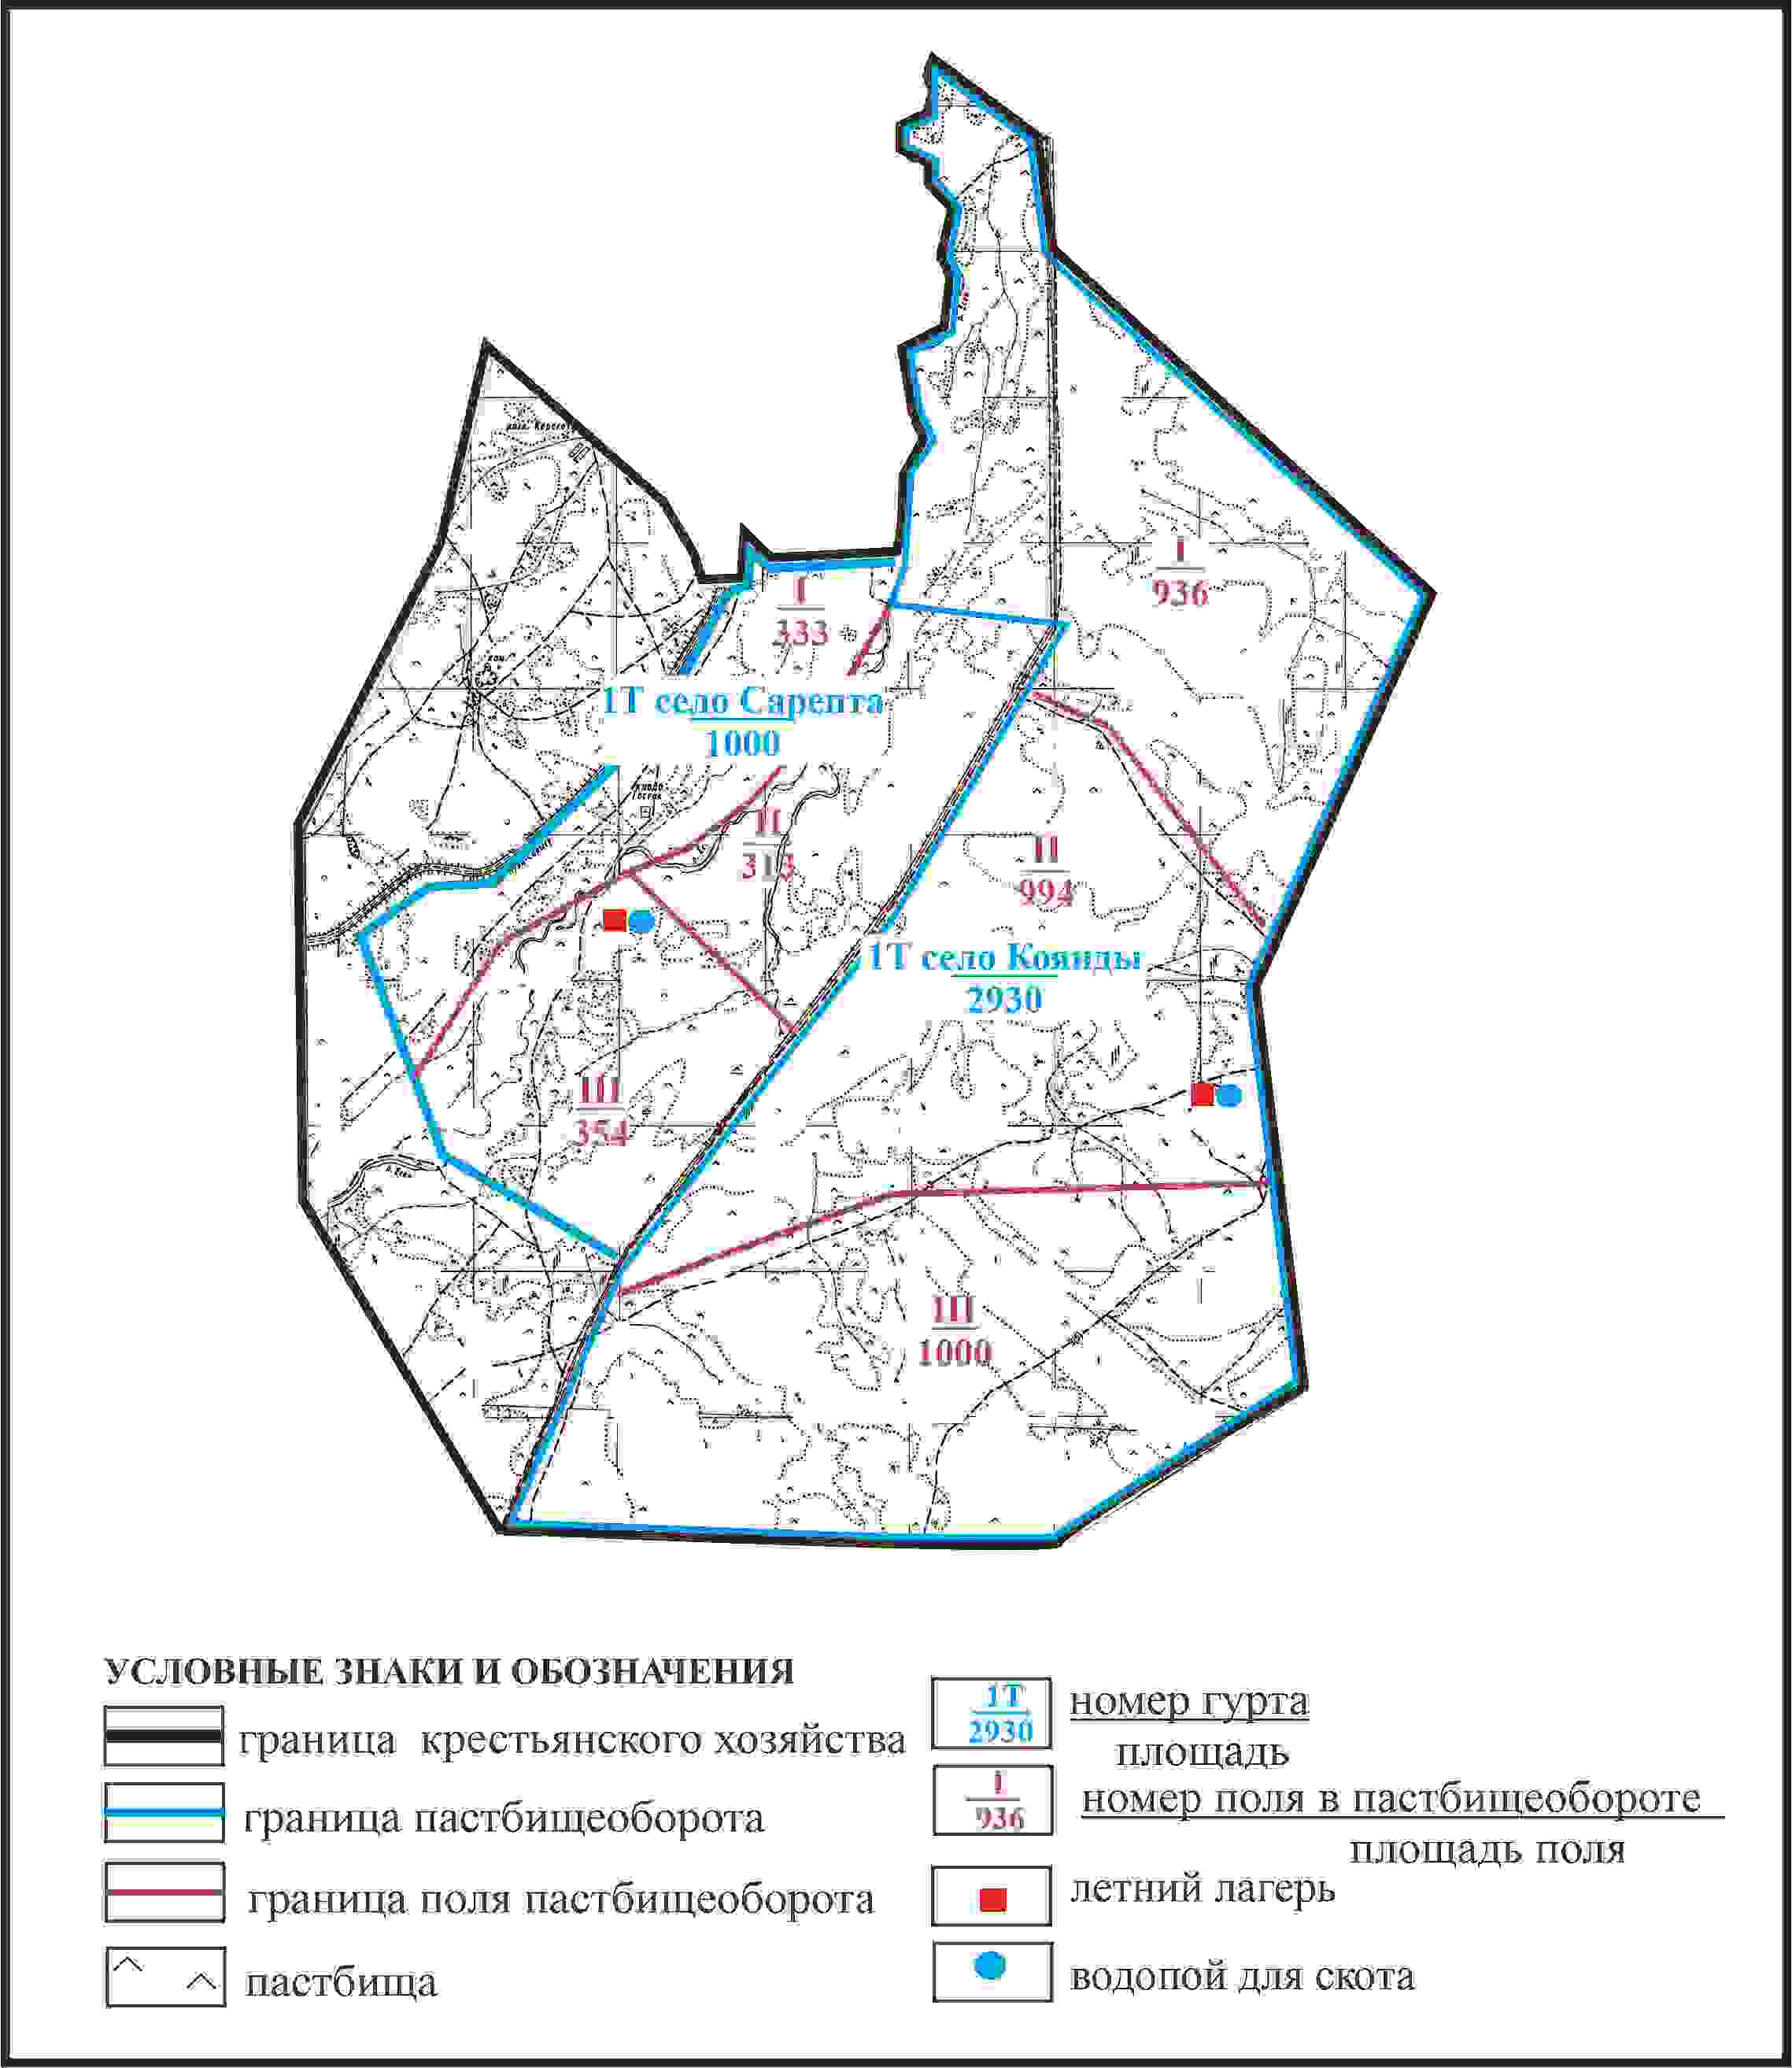 I
936
I
333
1Т село Сарепта
1000
II
313
II
994
1Т село Коянды
2930
III
354
III
1000
УСЛОВНЫЕ ЗНАКИ И ОБОЗНАЧЕНИЯ
граница крестьянского хозяйства
граница пастбищеоборота
граница поля пастбищеоборота
пастбища
1Т
2930
номер гурта
площадь
I
936
номер поля в пастбищеобороте
площадь поля
летний лагерь
водопой для скота